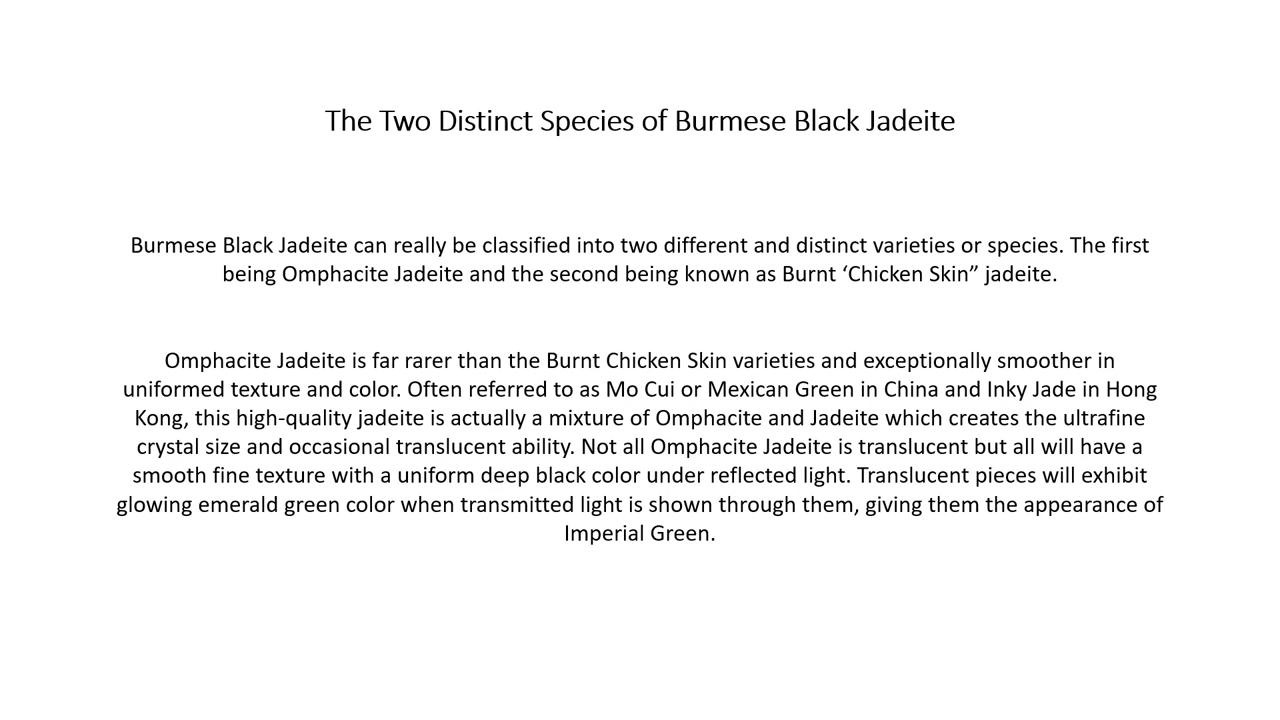 The Two Distinct Species of Burmese Black Jadeite
Burmese Black Jadeite can really be classified into two different and distinct varieties or species. The first
being Omphacite Jadeite and the second being known as Burnt ‘Chicken Skin” jadeite.
Omphacite Jadeite is far rarer than the Burnt Chicken Skin varieties and exceptionally smoother in
uniformed texture and color. Often referred to as Mo Cui or Mexican Green in China and Inky Jade in Hong
Kong, this high-quality jadeite is actually a mixture of Omphacite and Jadeite which creates the ultrafine
crystal size and occasional translucent ability. Not all Omphacite Jadeite is translucent but all will have a
smooth fine texture with a uniform deep black color under reflected light. Translucent pieces will exhibit
glowing emerald green color when transmitted light is shown through them, giving them the appearance of
Imperial Green.